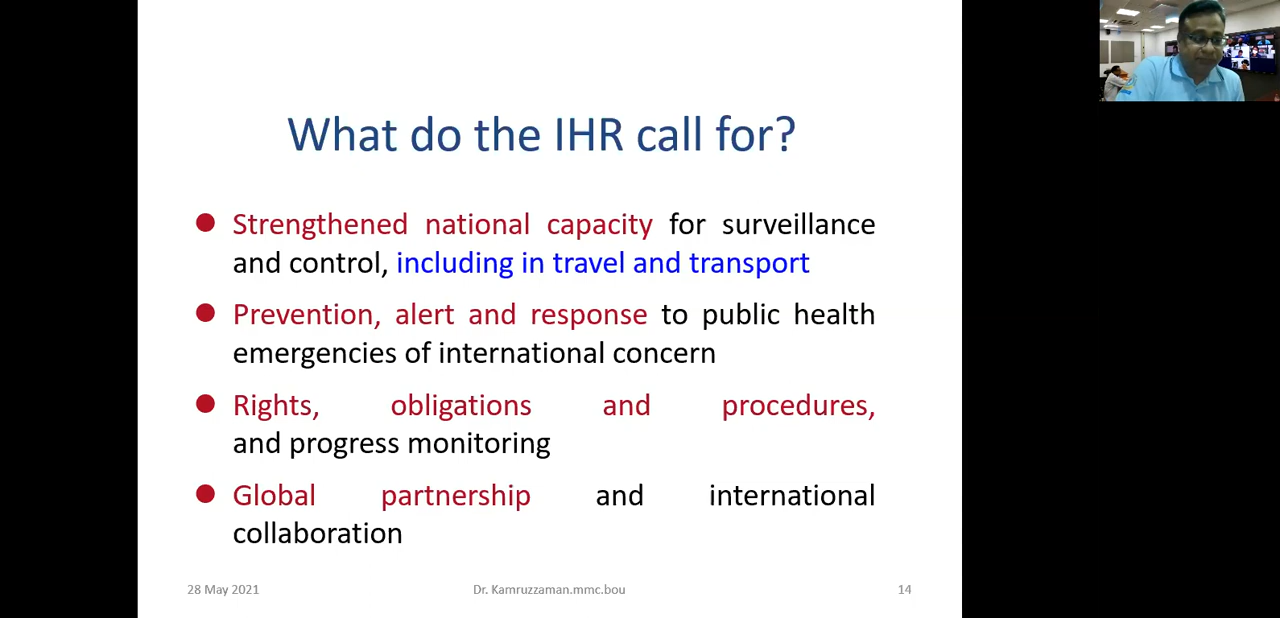 What do the IHR call for?
Strengthened national capacity for surveillance
and control, including in travel and transport
Prevention, alert and response to public health
emergencies of international concern
Rights, obligations and procedures,
and progress monitoring
Global partnership and international
collaboration
28 May 2021 Dr. Kamruzzaman.mmc.bou 14